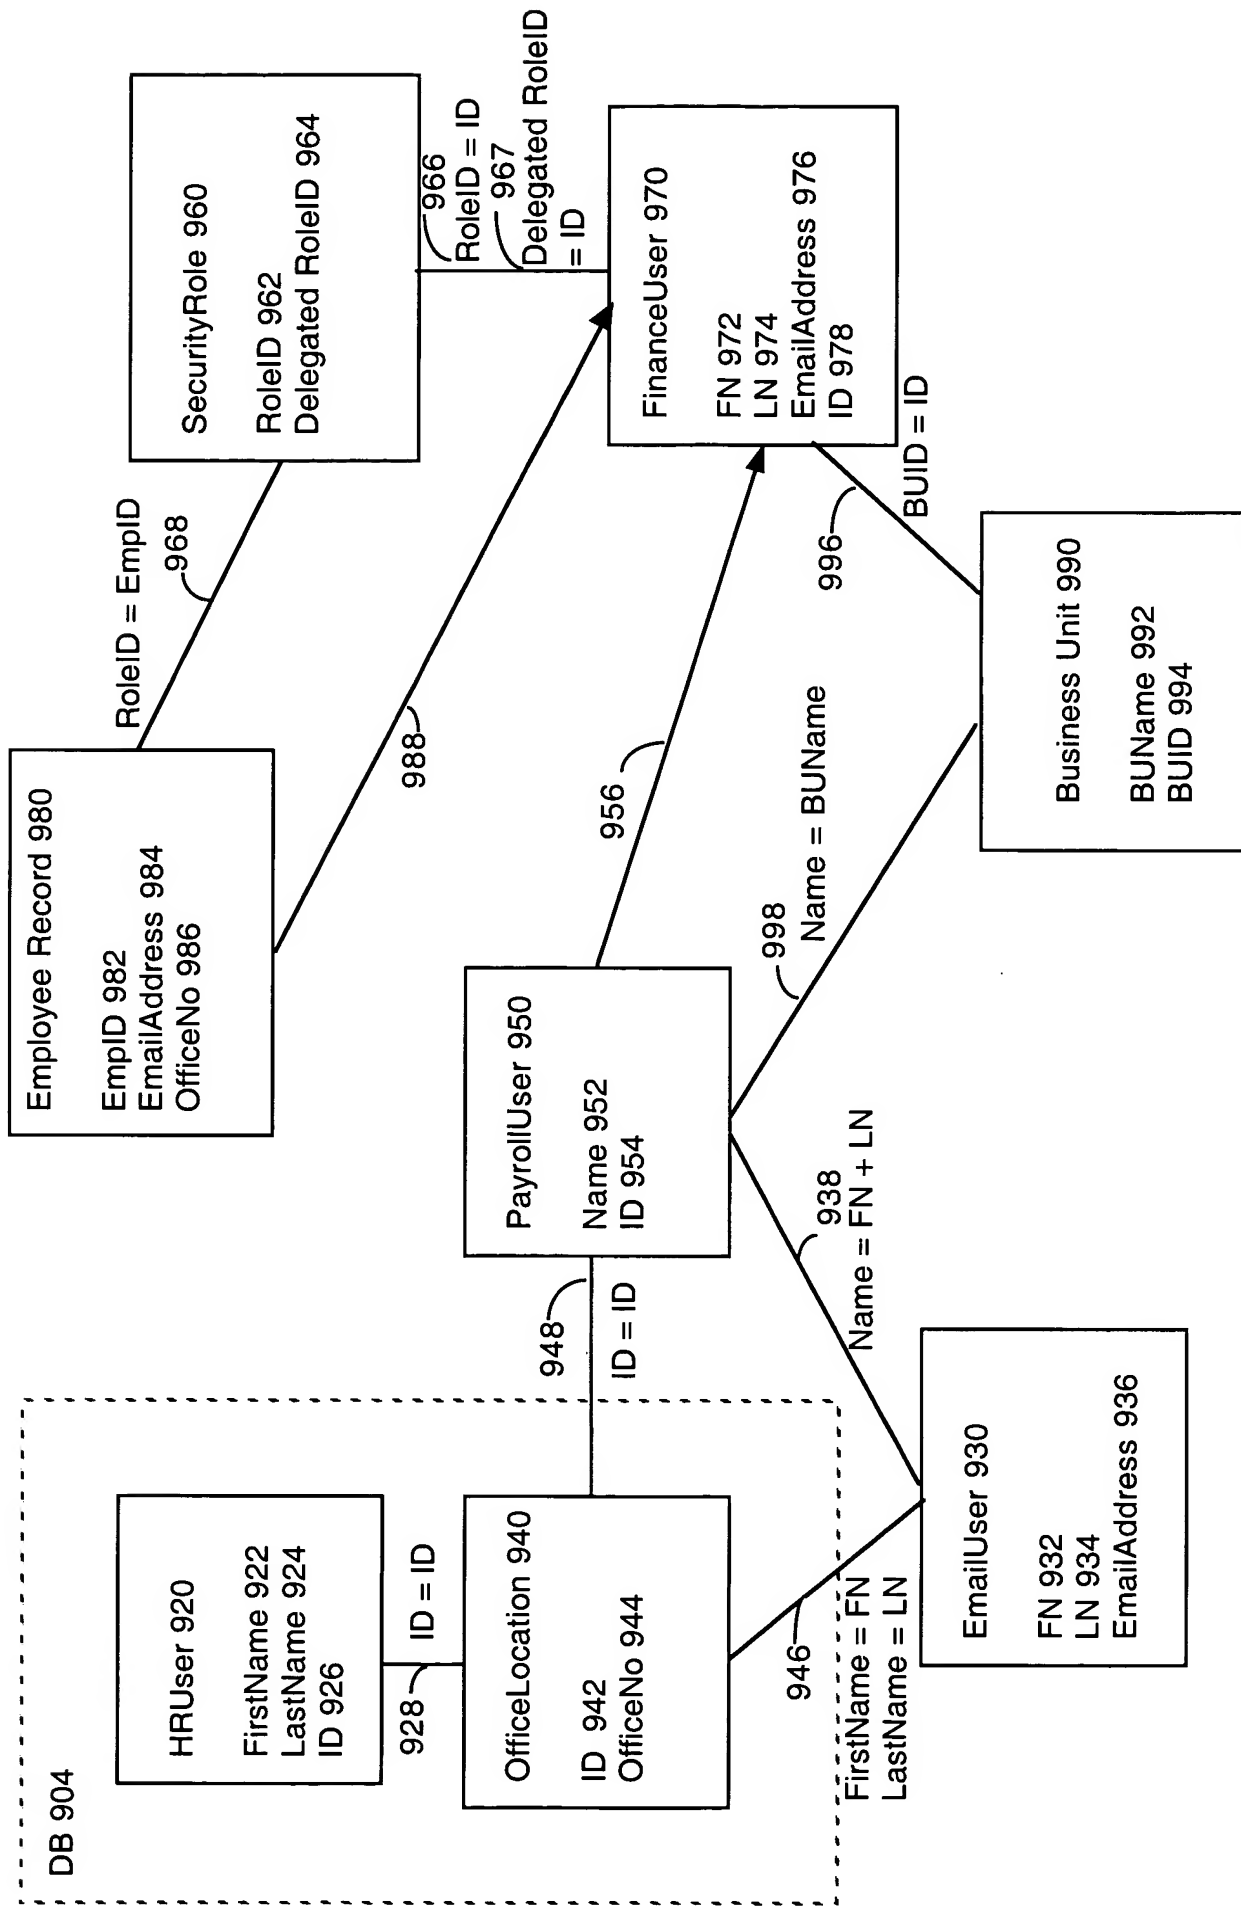 DB 904
HRUser 920
FirstName 922
LastName 924
ID 926
928
ID = ID
OfficeLocation 940
ID 942
OfficeNo 944
946
FirstName = FN
LastName = LN
EmailUser 930
FN 932
LN 934
EmailAddress 936
948
ID = ID
938
Name = FN + LN
PayrollUser 950
Name 952
ID 954
Employee Record 980
EmpID 982
EmailAddress 984
OfficeNo 986
998
Name = BUName
956
988
RoleID = EmpID
968
Business Unit 990
BUName 992
BUID 994
996
BUID = ID
SecurityRole 960
RoleID 962
Delegated RoleID 964
966
RoleID = ID
967
Delegated RoleID
= ID
FinanceUser 970
FN 972
LN 974
EmailAddress 976
ID 978